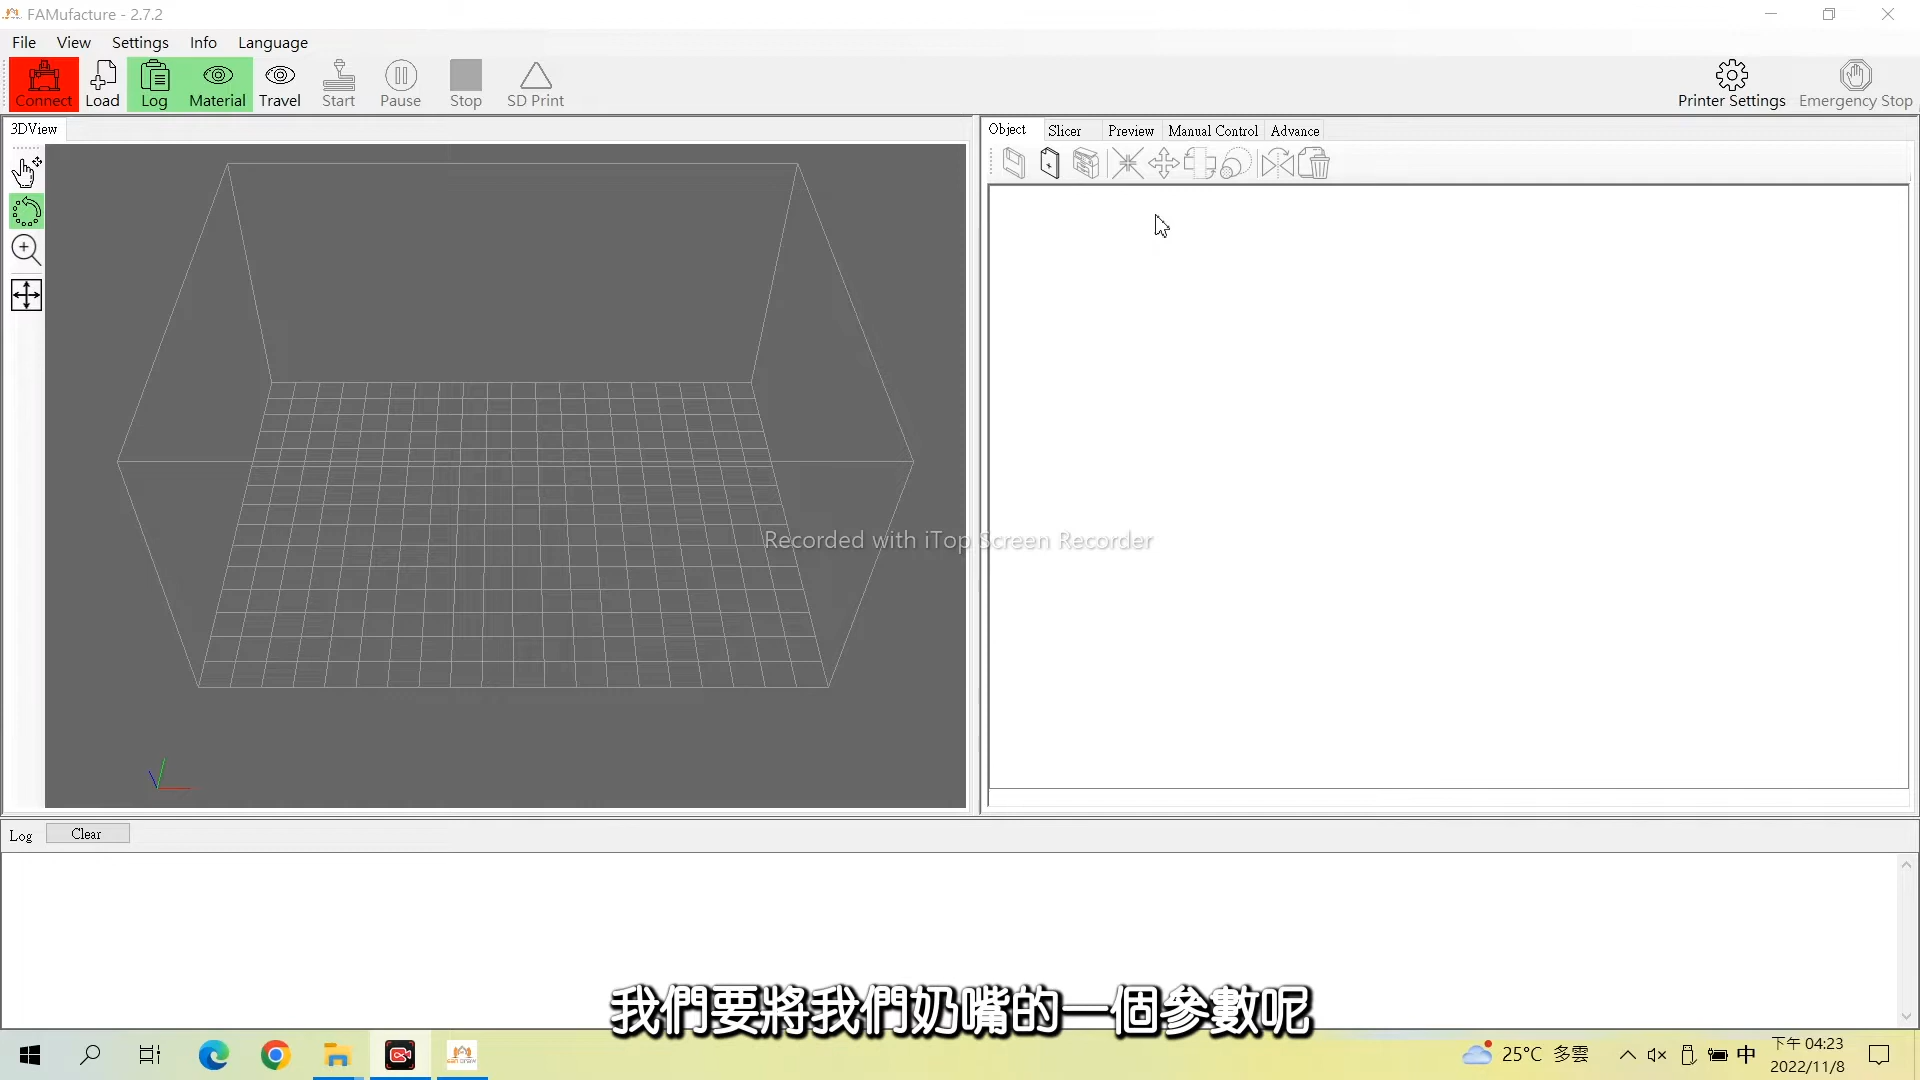 FAMufacture - 2.7.2
File View Settings Info Language
Connect Load Log Material Travel Start Pause Stop SD Print Printer Settings Emergency Stop
3DView
Object Slicer Preview Manual Control Advance
Recorded with iTop Screen Recorder
Log Clear
我們要將我們奶嘴的一個參數呢
25°C 多雲 中 下午 04:23
2022/11/8